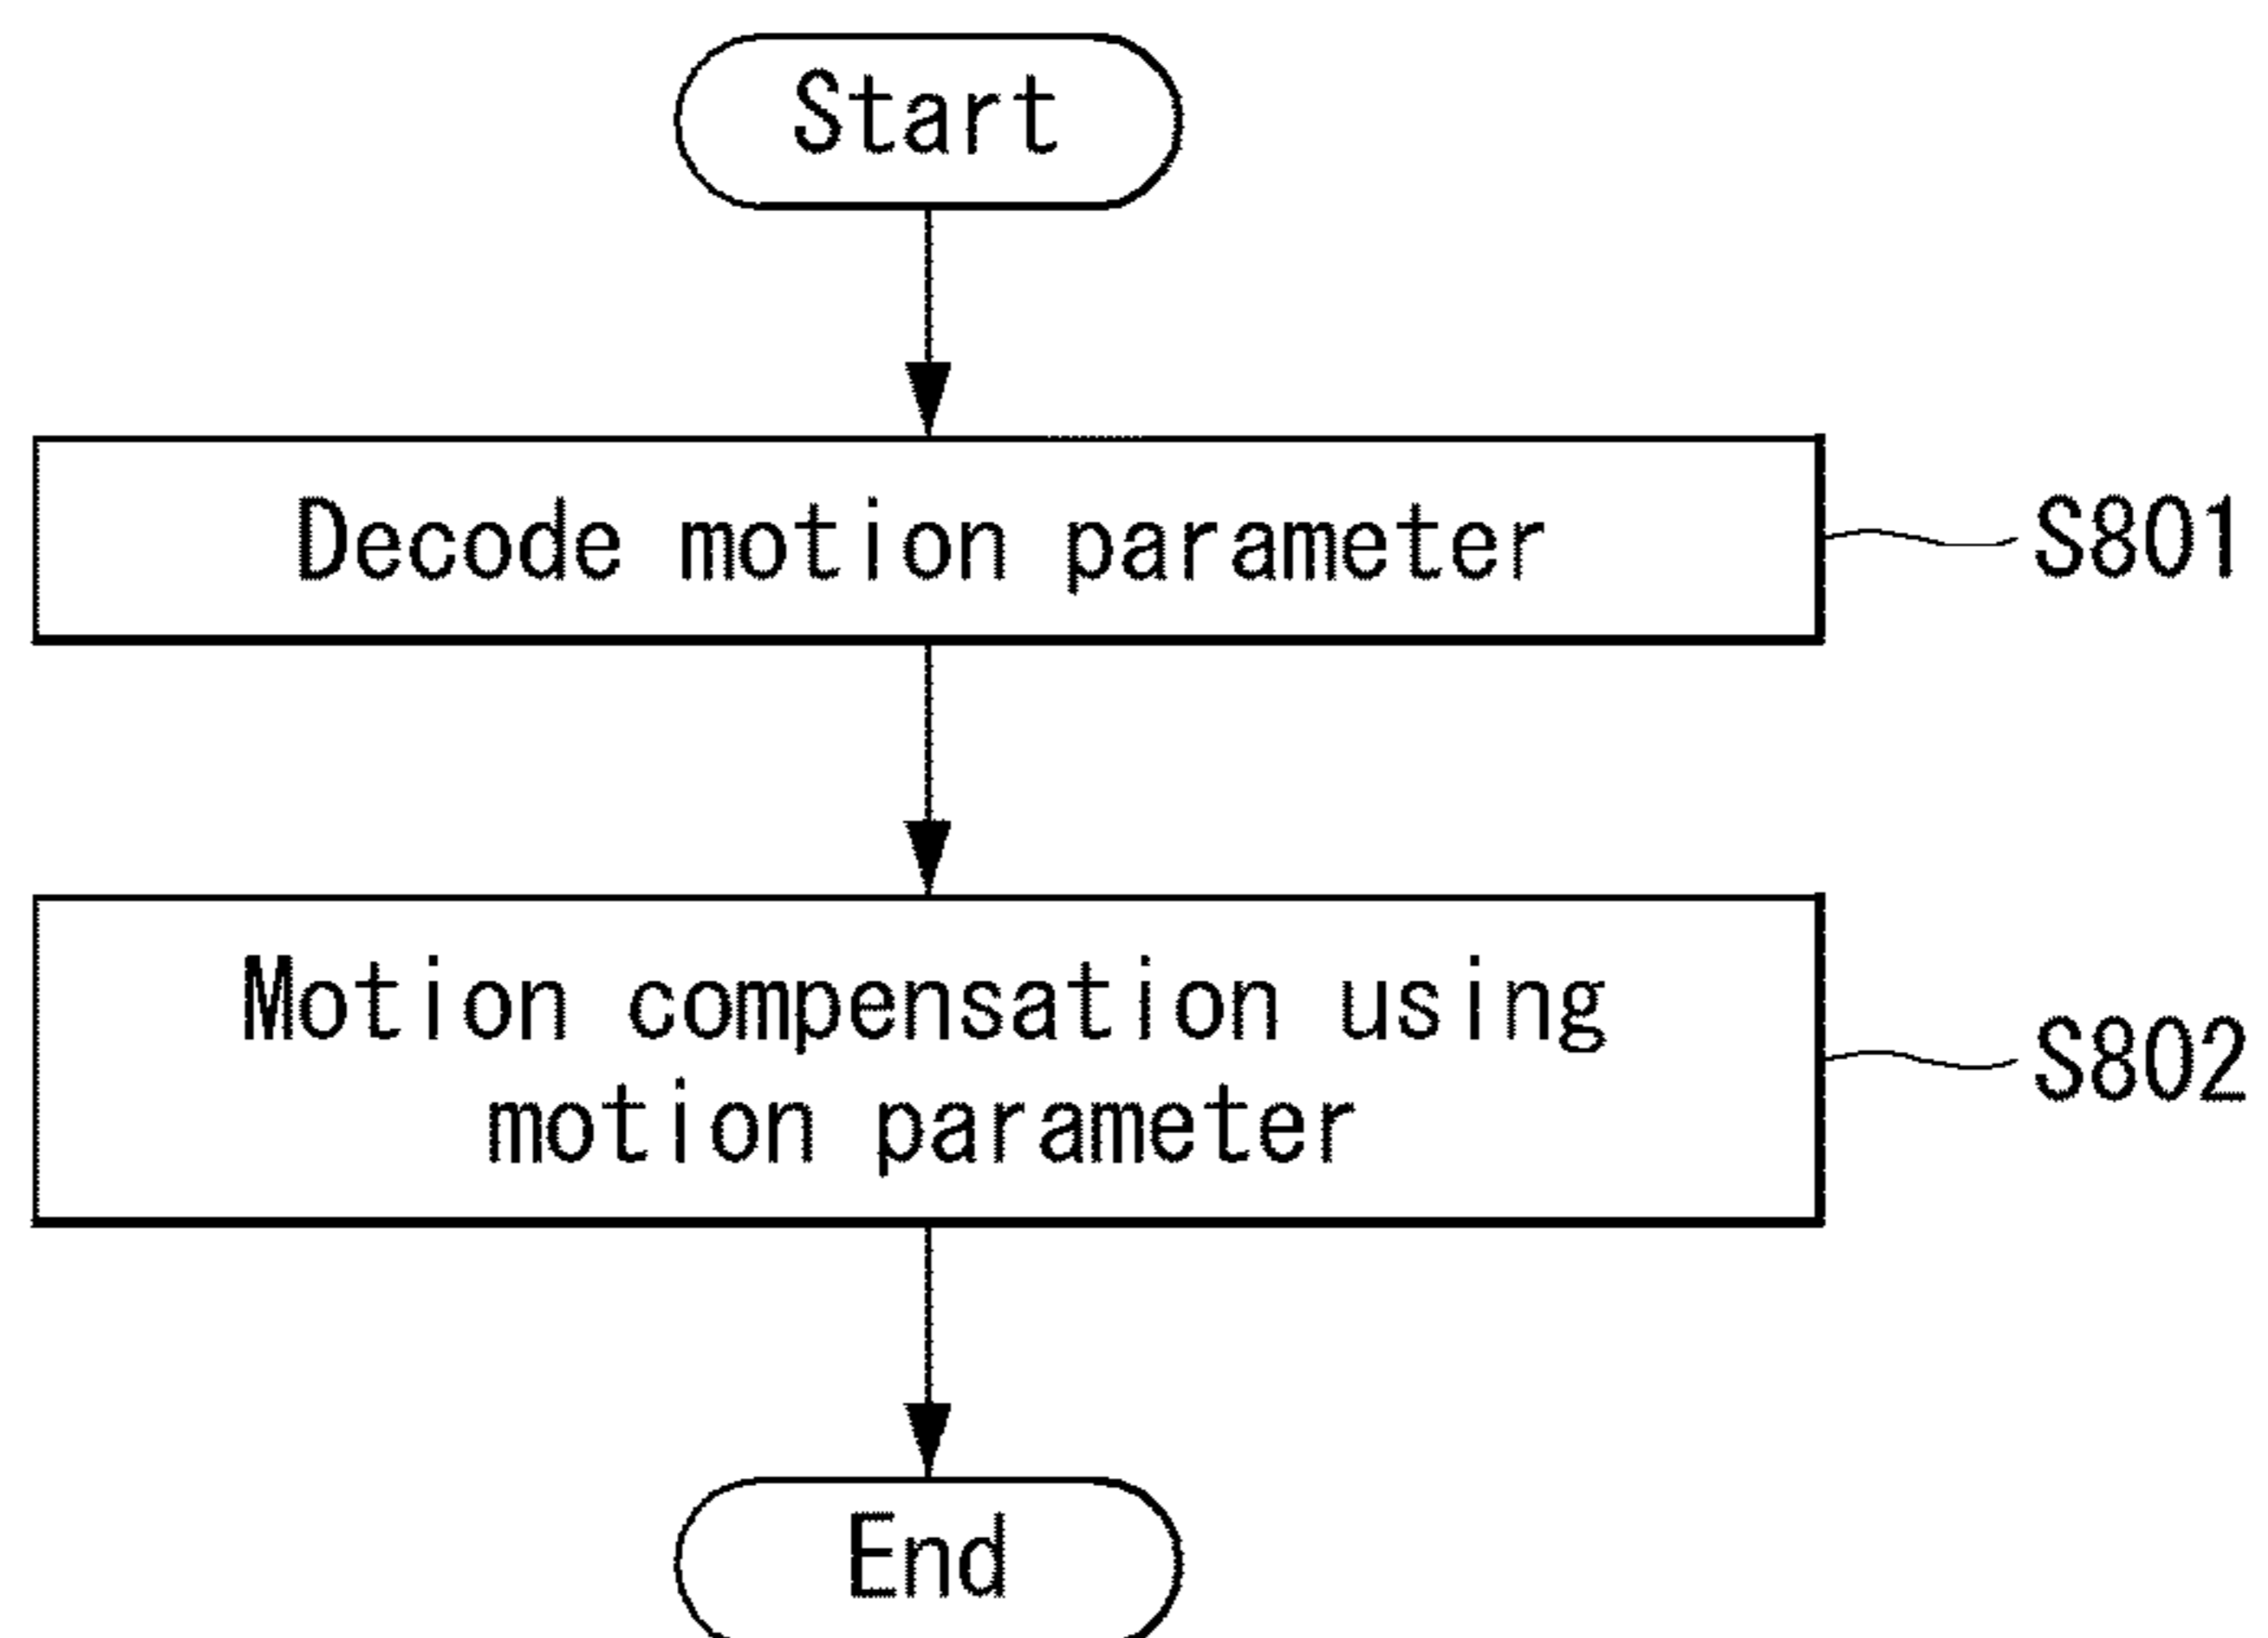 Start
Decode motion parameter
S801
Motion compensation using
motion parameter
S802
End